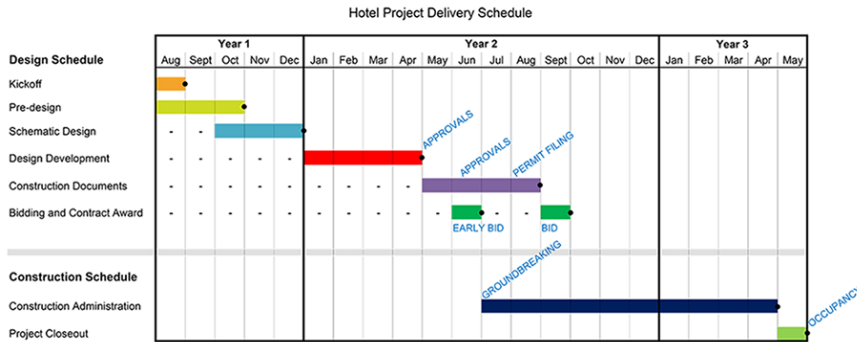 Hotel Project Delivery Schedule
Year 1 Year 2 Year 3
Design Schedule Aug Sept Oct Nov Dec Jan Feb Mar Apr May Jun Jul Aug Sep Oct Nov Dec Jan Feb Mar Apr May
Kickoff
Pre-design
Schematic Design
APPROVALS
Design Development
APPROVALS PERMIT FILING
Construction Documents
Bidding and Contract Award
EARLY BID BID
Construction Schedule
GROUNDBREAKING
Construction Administration
OCCUPANCY
Project Closeout